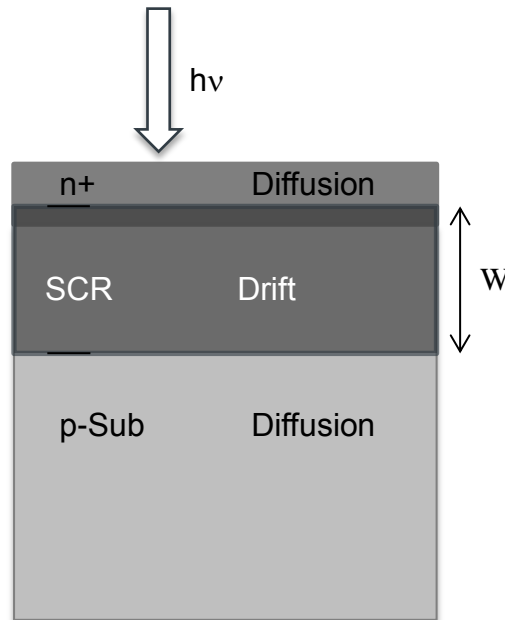 hν
n+ Diffusion
SCR Drift
W
p-Sub Diffusion